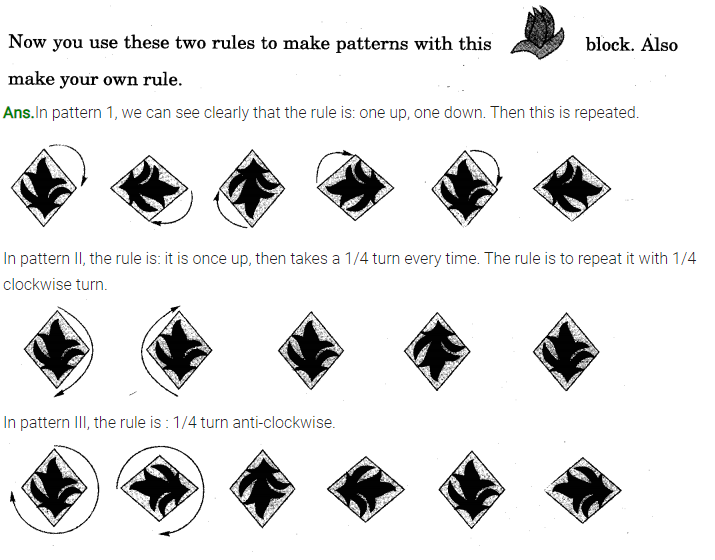 Now you use these two rules to make patterns with this block. Also
make your own rule.
Ans.In pattern 1, we can see clearly that the rule is: one up, one down. Then this is repeated.
In pattern II, the rule is: it is once up, then takes a 1/4 turn every time. The rule is to repeat it with 1/4
clockwise turn.
In pattern III, the rule is : 1/4 turn anti-clockwise.